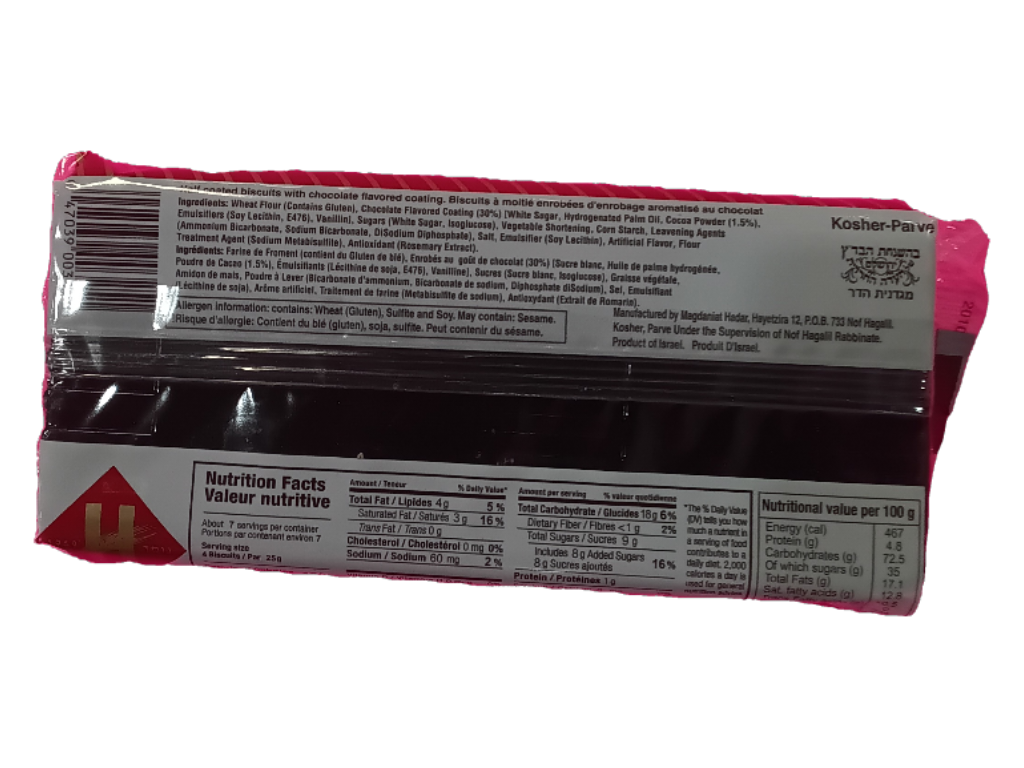 Half coated biscuits with chocolate flavored coating. Biscuits à moitié enrobées d'enrobage aromatisé au chocolat
Ingredients: Wheat Flour (Contains Gluten), Chocolate Flavored Coating (30%) [White Sugar, Hydrogenated Palm Oil, Cocoa Powder (1.5%),
Emulsifiers (Soy Lecithin, E476), Vanillin], Sugars (White Sugar, Isoglucose), Vegetable Shortening, Corn Starch, Leavening Agents
(Ammonium Bicarbonate, Sodium Bicarbonate, DiSodium Diphosphate), Salt, Emulsifier (Soy Lecithin), Artificial Flavor, Flour
Treatment Agent (Sodium Metabisulfite), Antioxidant (Rosemary Extract).
Ingrédients: Farine de Froment (contient du Gluten de blé), Enrobés au goût de chocolat (30%) (Sucre blanc, Huile de palme hydrogénée,
Poudre de Cacao (1.5%), Emulsifiants (Lécithine de soja, E476), Vanilline), Sucres (Sucre blanc, Isoglucose), Graisse végétale,
Amidon de maïs, Poudre à Lever (Bicarbonate d'ammonium, Bicarbonate de sodium, Diphosphate diSodium), Sel, Emulsifiant
(Lécithine de soja), Arôme artificiel, Traitement de farine (Metabisulfite de sodium), Antioxydant (Extrait de Romarin).
Allergen information: contains: Wheat (Gluten), Sulfite and Soy. May contain: Sesame.
Risque d'allergie: Contient du blé (gluten), soja, sulfite. Peut contenir du sésame.
Kosher-Parve
בהשגחת הבד"ץ
מגדנית הדר
Manufactured by Magdaniat Hadar, Hayetzira 12, P.O.B. 733 Nof Hagalil.
Kosher, Parve Under the Supervision of Nof Hagalil Rabbinate.
Product of Israel. Produit D'Israel.
Nutrition Facts
Valeur nutritive
About 7 servings per container
Portions par contenant environ 7
Serving size
4 Biscuits / Par 25g
Amount / Teneur % Daily Value*
Total Fat / Lipides 4g 5%
Saturated Fat / Saturés 3g 16%
Trans Fat / Trans 0g
Cholesterol / Cholestérol 0 mg 0%
Sodium / Sodium 60 mg 2%
Amount per serving % valeur quotidienne
Total Carbohydrate / Glucides 18g 6%
Dietary Fiber / Fibres <1g 2%
Total Sugars / Sucres 9g
Includes 8g Added Sugars 16%
8g Sucres ajoutés
Protein / Protéines 1g
*The % Daily Value
(DV) tells you how
much a nutrient in
a serving of food
contributes to a
daily diet. 2,000
calories a day is
used for general
nutrition advice
Nutritional value per 100 g
Energy (cal) 467
Protein (g) 4.8
Carbohydrates (g) 72.5
Of which sugars (g) 35
Total Fats (g) 17.1
Sat. fatty acids (g) 12.8